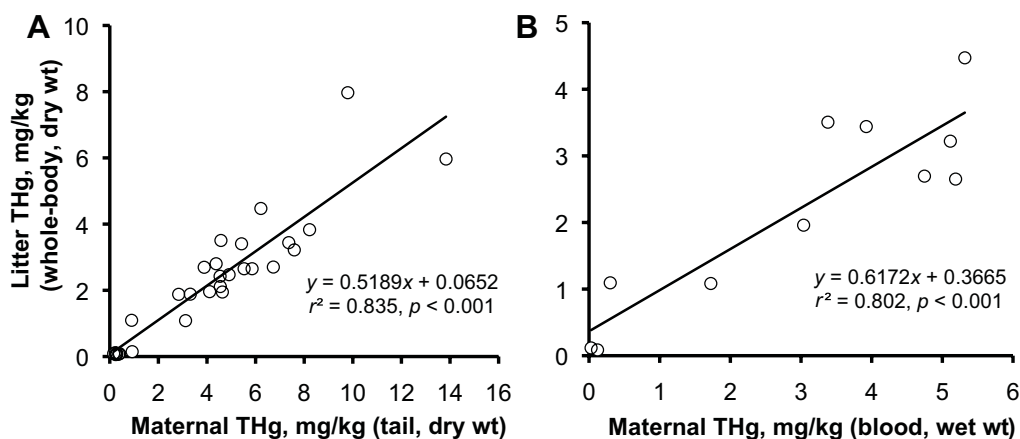 A
Litter THg, mg/kg
(whole-body, dry wt)
10
8
6
4
2
0
y = 0.5189x + 0.0652
r² = 0.835, p < 0.001
0 2 4 6 8 10 12 14 16
Maternal THg, mg/kg (tail, dry wt)
B
5
4
3
2
1
0
y = 0.6172x + 0.3665
r² = 0.802, p < 0.001
0 1 2 3 4 5 6
Maternal THg, mg/kg (blood, wet wt)